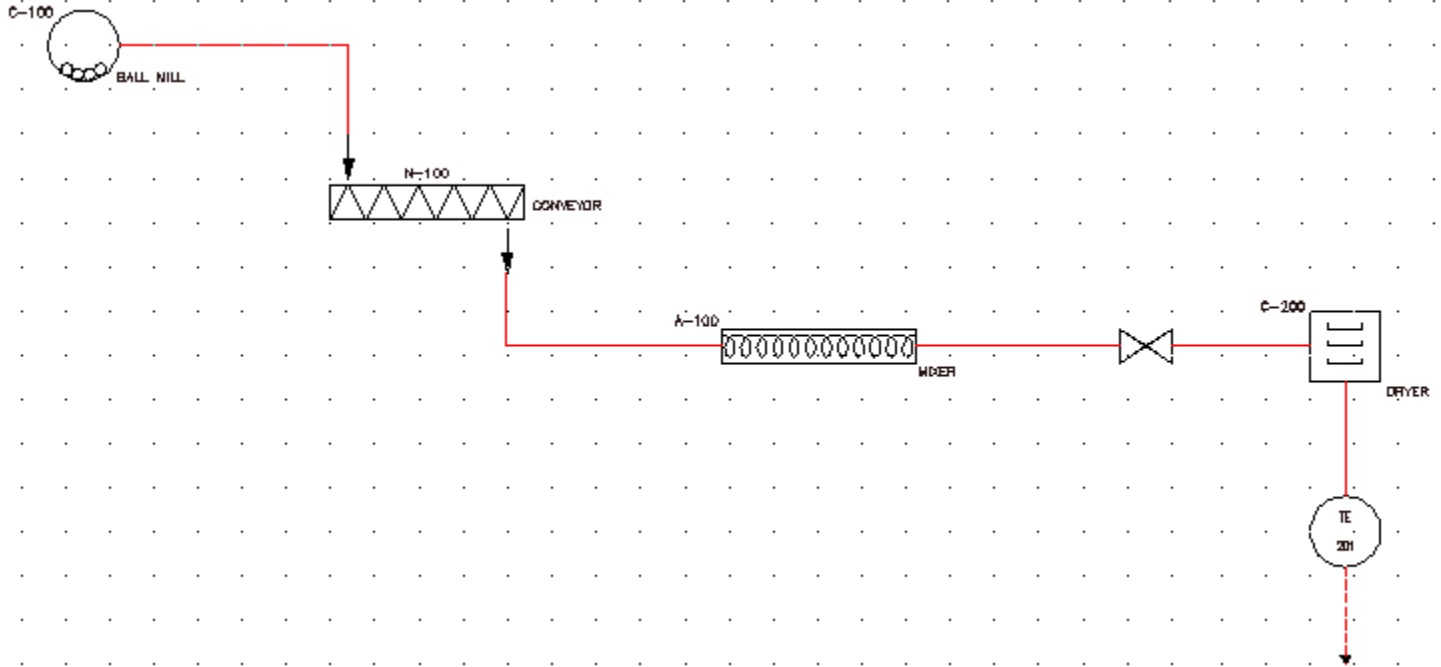 C-100
BALL MILL
N-100
CONVEYOR
A-100
MIXER
C-200
DRYER
TE
201